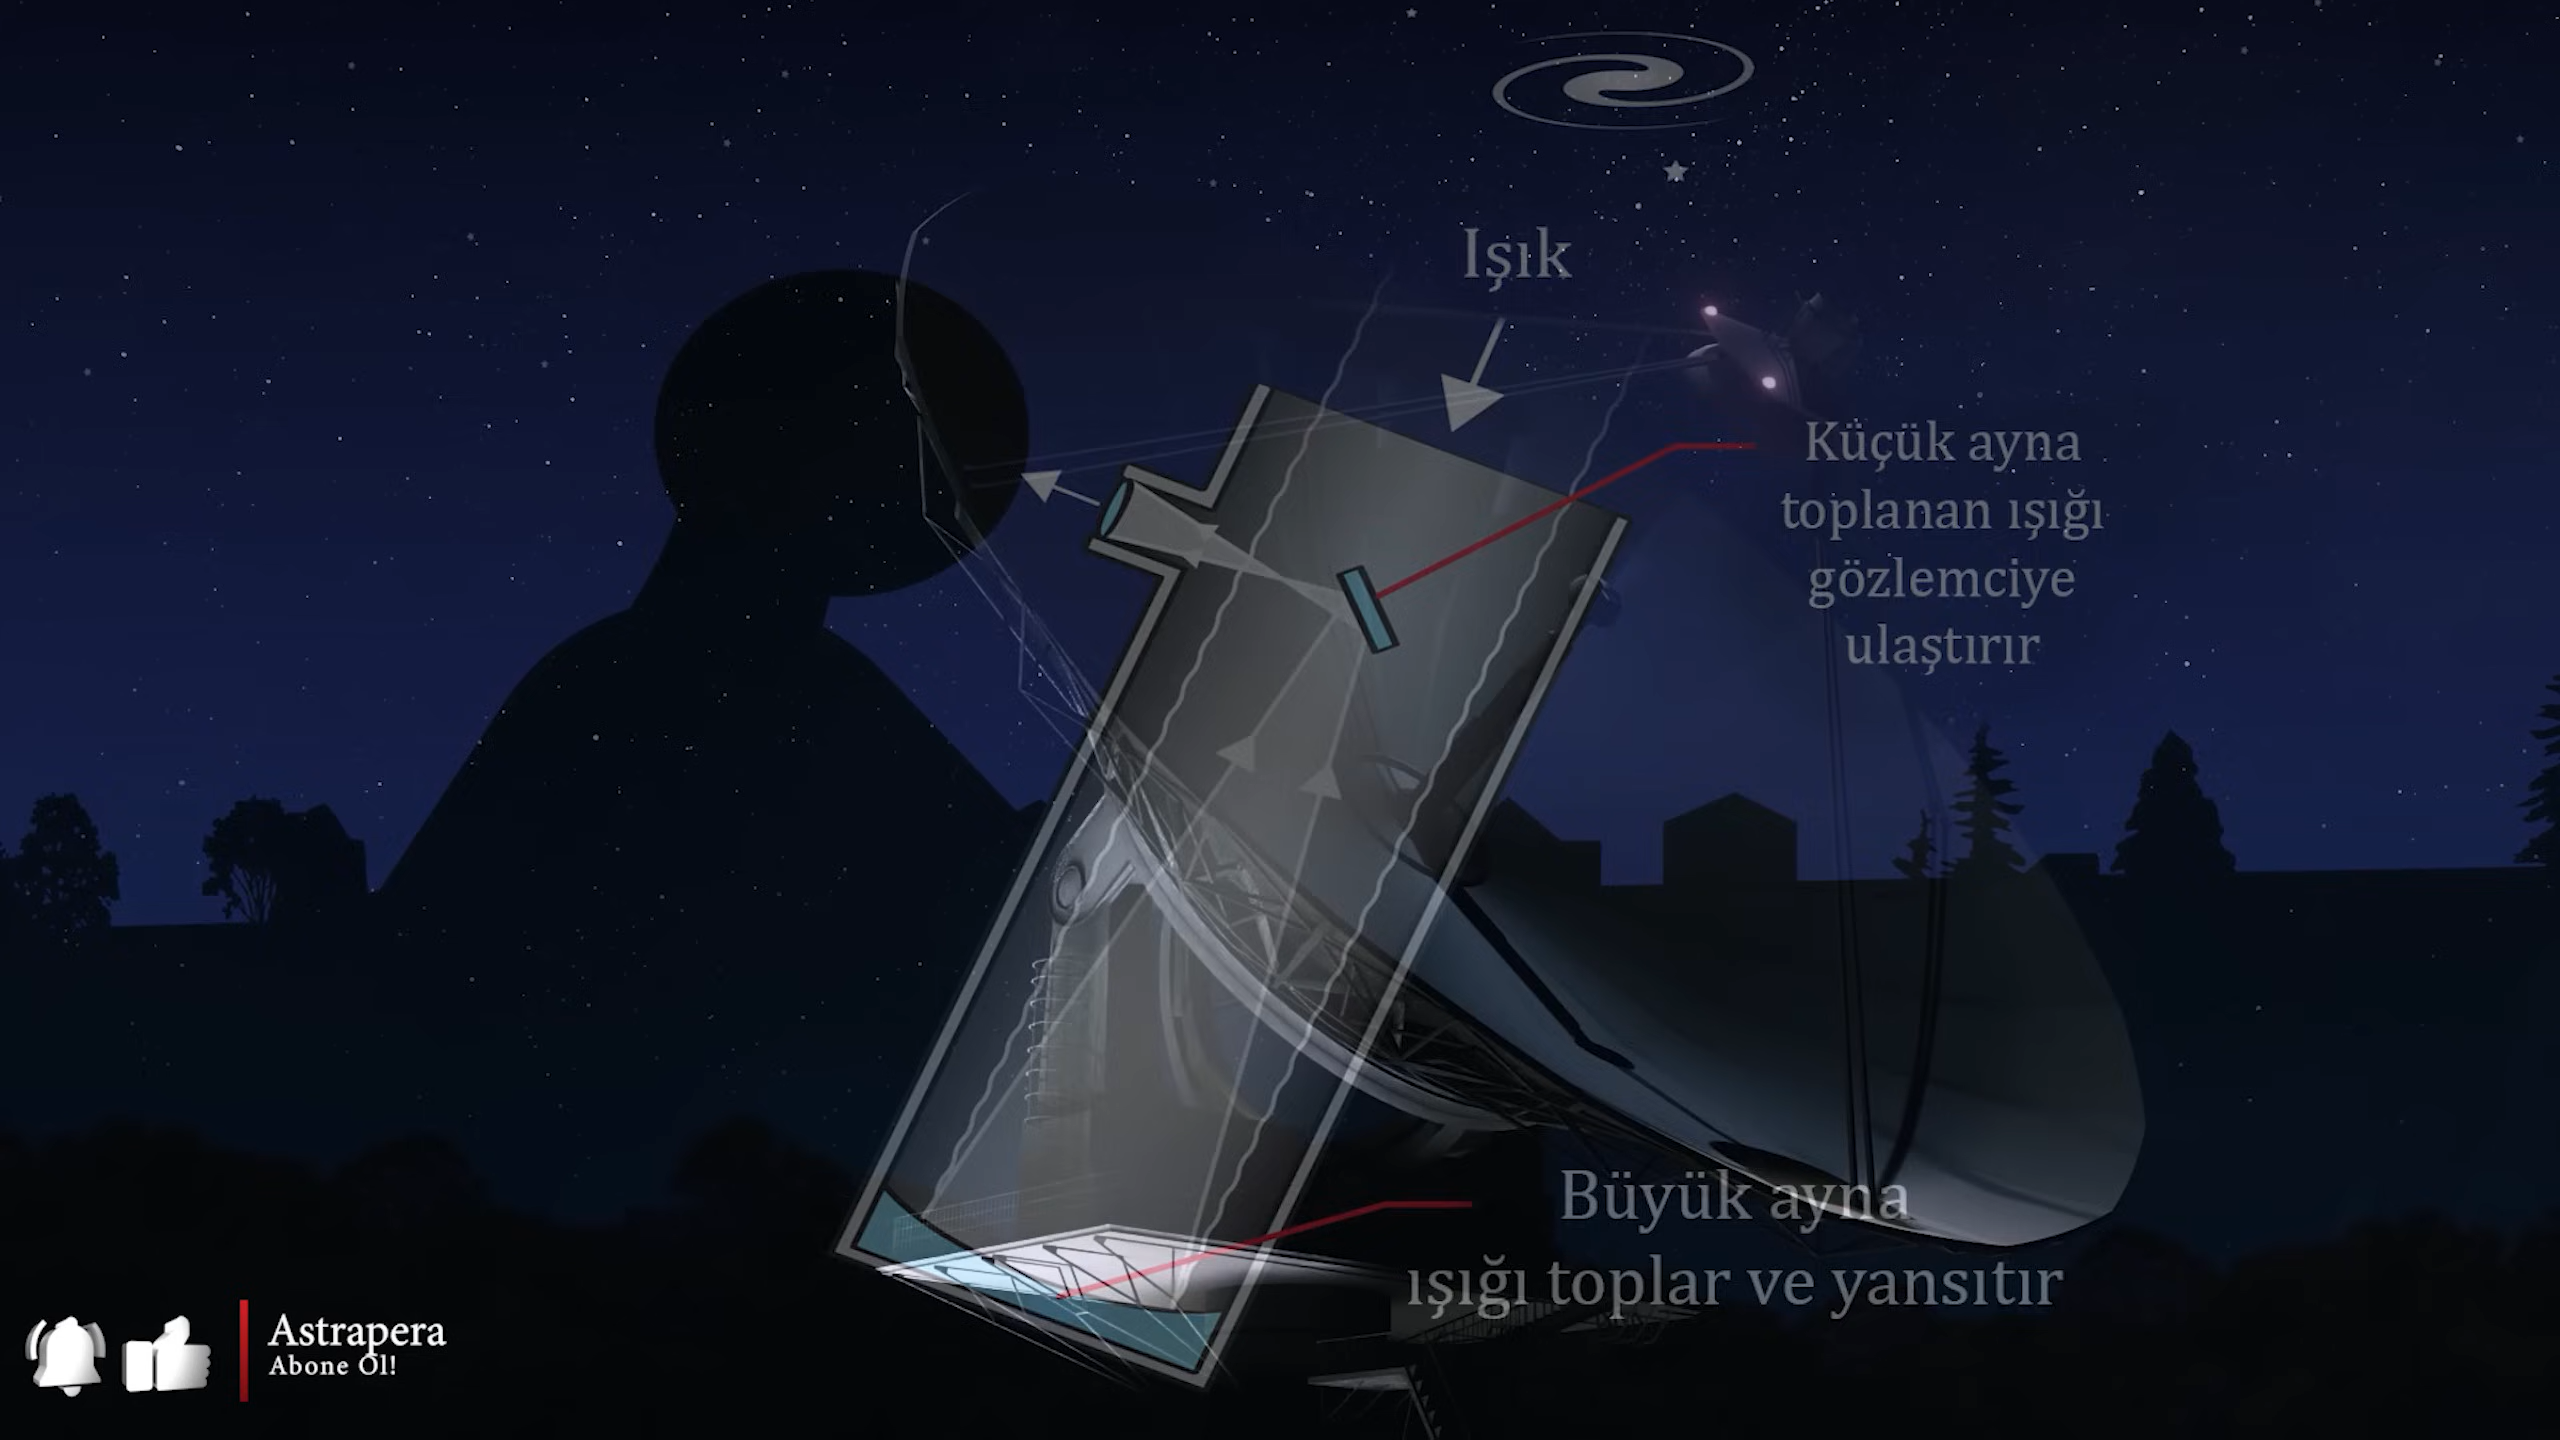 Işık
Küçük ayna
toplanan ışığı
gözlemciye
ulaştırır
Büyük ayna
ışığı toplar ve yansıtır
Astrapera
Abone Ol!